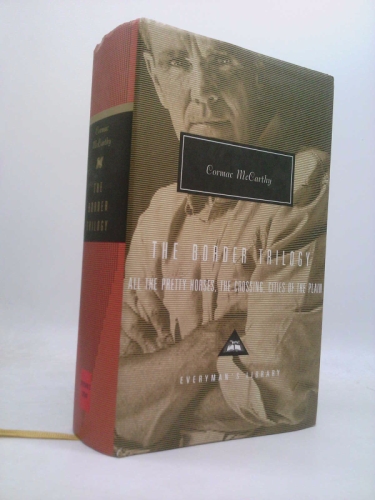 Cormac
McCarthy
THE
BORDER
TRILOGY
Cormac McCarthy
THE BORDER TRILOGY
ALL THE PRETTY HORSES, THE CROSSING, CITIES OF THE PLAIN
EVERYMAN'S LIBRARY